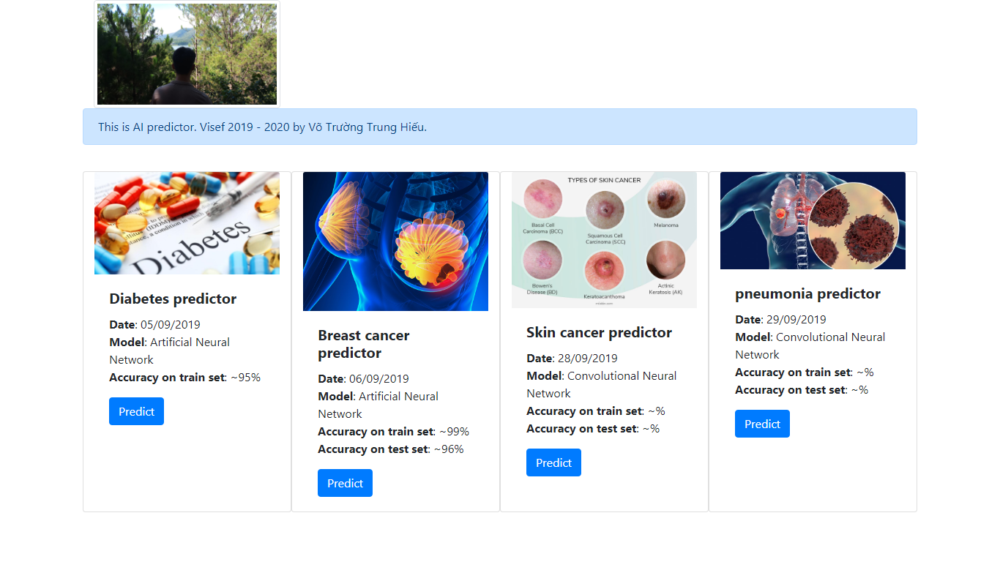 This is AI predictor. Visef 2019 - 2020 by Võ Trường Trung Hiếu.
Diabetes
Diabetes predictor
Date: 05/09/2019
Model: Artificial Neural
Network
Accuracy on train set: ~95%
Predict
Breast cancer
predictor
Date: 06/09/2019
Model: Artificial Neural
Network
Accuracy on train set: ~99%
Accuracy on test set: ~96%
Predict
TYPES OF SKIN CANCER
Basal Cell
Carcinoma (BCC)
Squamous Cell
Carcinoma (SCC)
Melanoma
Bowen's
Disease (BD)
Keratoacanthoma
Actinic
Keratosis (AK)
Skin cancer predictor
Date: 28/09/2019
Model: Convolutional Neural
Network
Accuracy on train set: ~%
Accuracy on test set: ~%
Predict
pneumonia predictor
Date: 29/09/2019
Model: Convolutional Neural
Network
Accuracy on train set: ~%
Accuracy on test set: ~%
Predict